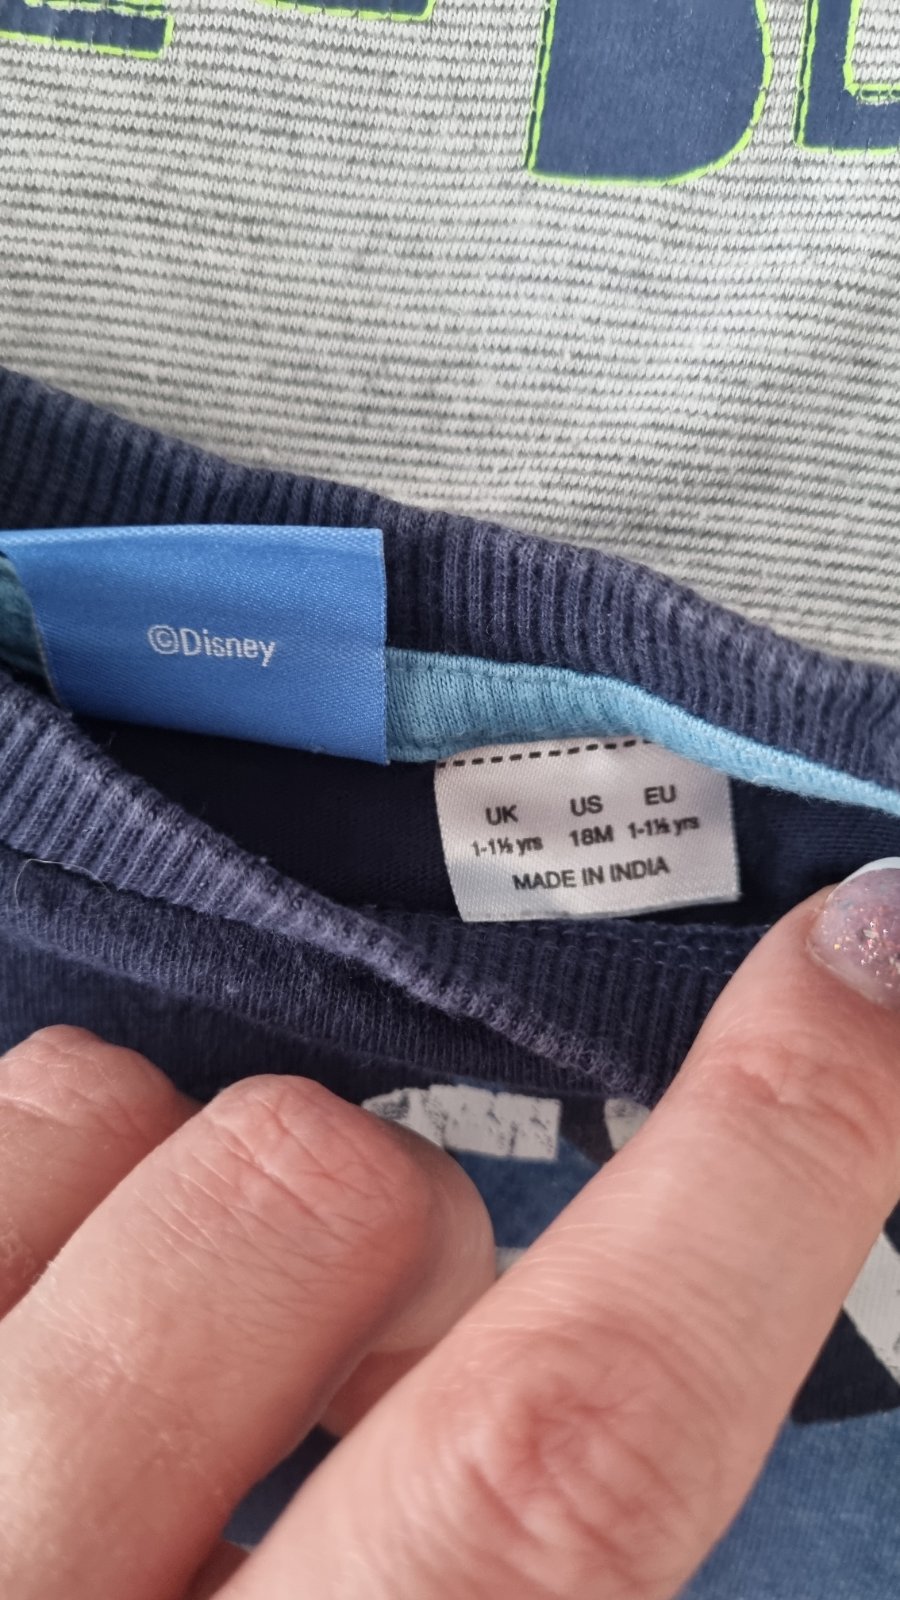 ©Disney
UK US EU
1-1½ yrs 18M 1-1½ yrs
MADE IN INDIA